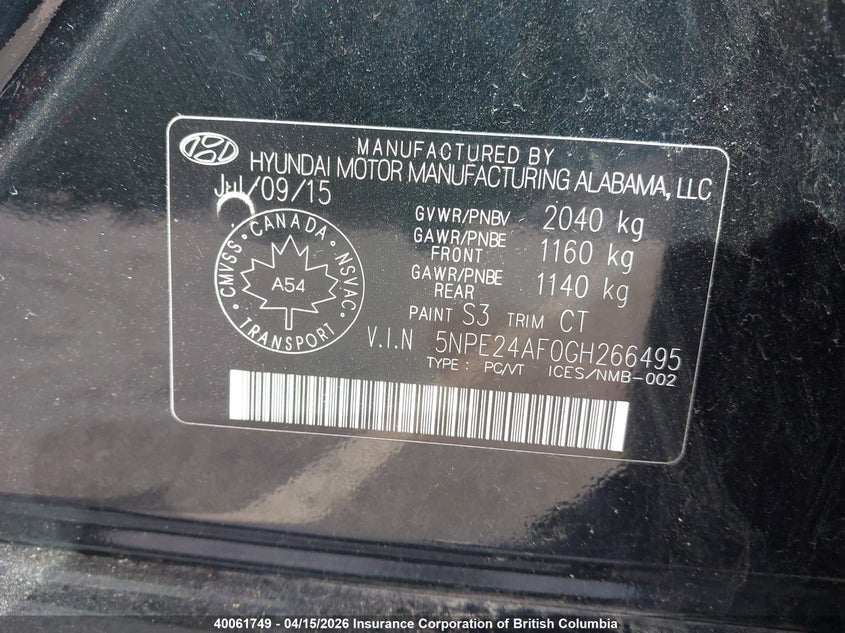 MANUFACTURED BY
HYUNDAI MOTOR MANUFACTURING ALABAMA, LLC
Jul/09/15
GVWR/PNBV 2040 kg
GAWR/PNBE FRONT 1160 kg
GAWR/PNBE REAR 1140 kg
CMVSS • CANADA • NSVAC • TRANSPORT •
A54
PAINT S3 TRIM CT
V.I.N 5NPE24AF0GH266495
TYPE : PC/VT ICES/NMB-002
40061749 - 04/15/2026 Insurance Corporation of British Columbia